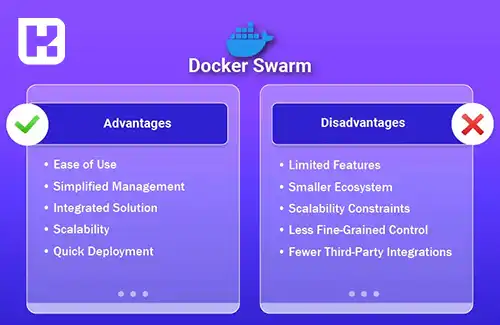 Docker Swarm
Advantages
• Ease of Use
• Simplified Management
• Integrated Solution
• Scalability
• Quick Deployment
Disadvantages
• Limited Features
• Smaller Ecosystem
• Scalability Constraints
• Less Fine-Grained Control
• Fewer Third-Party Integrations